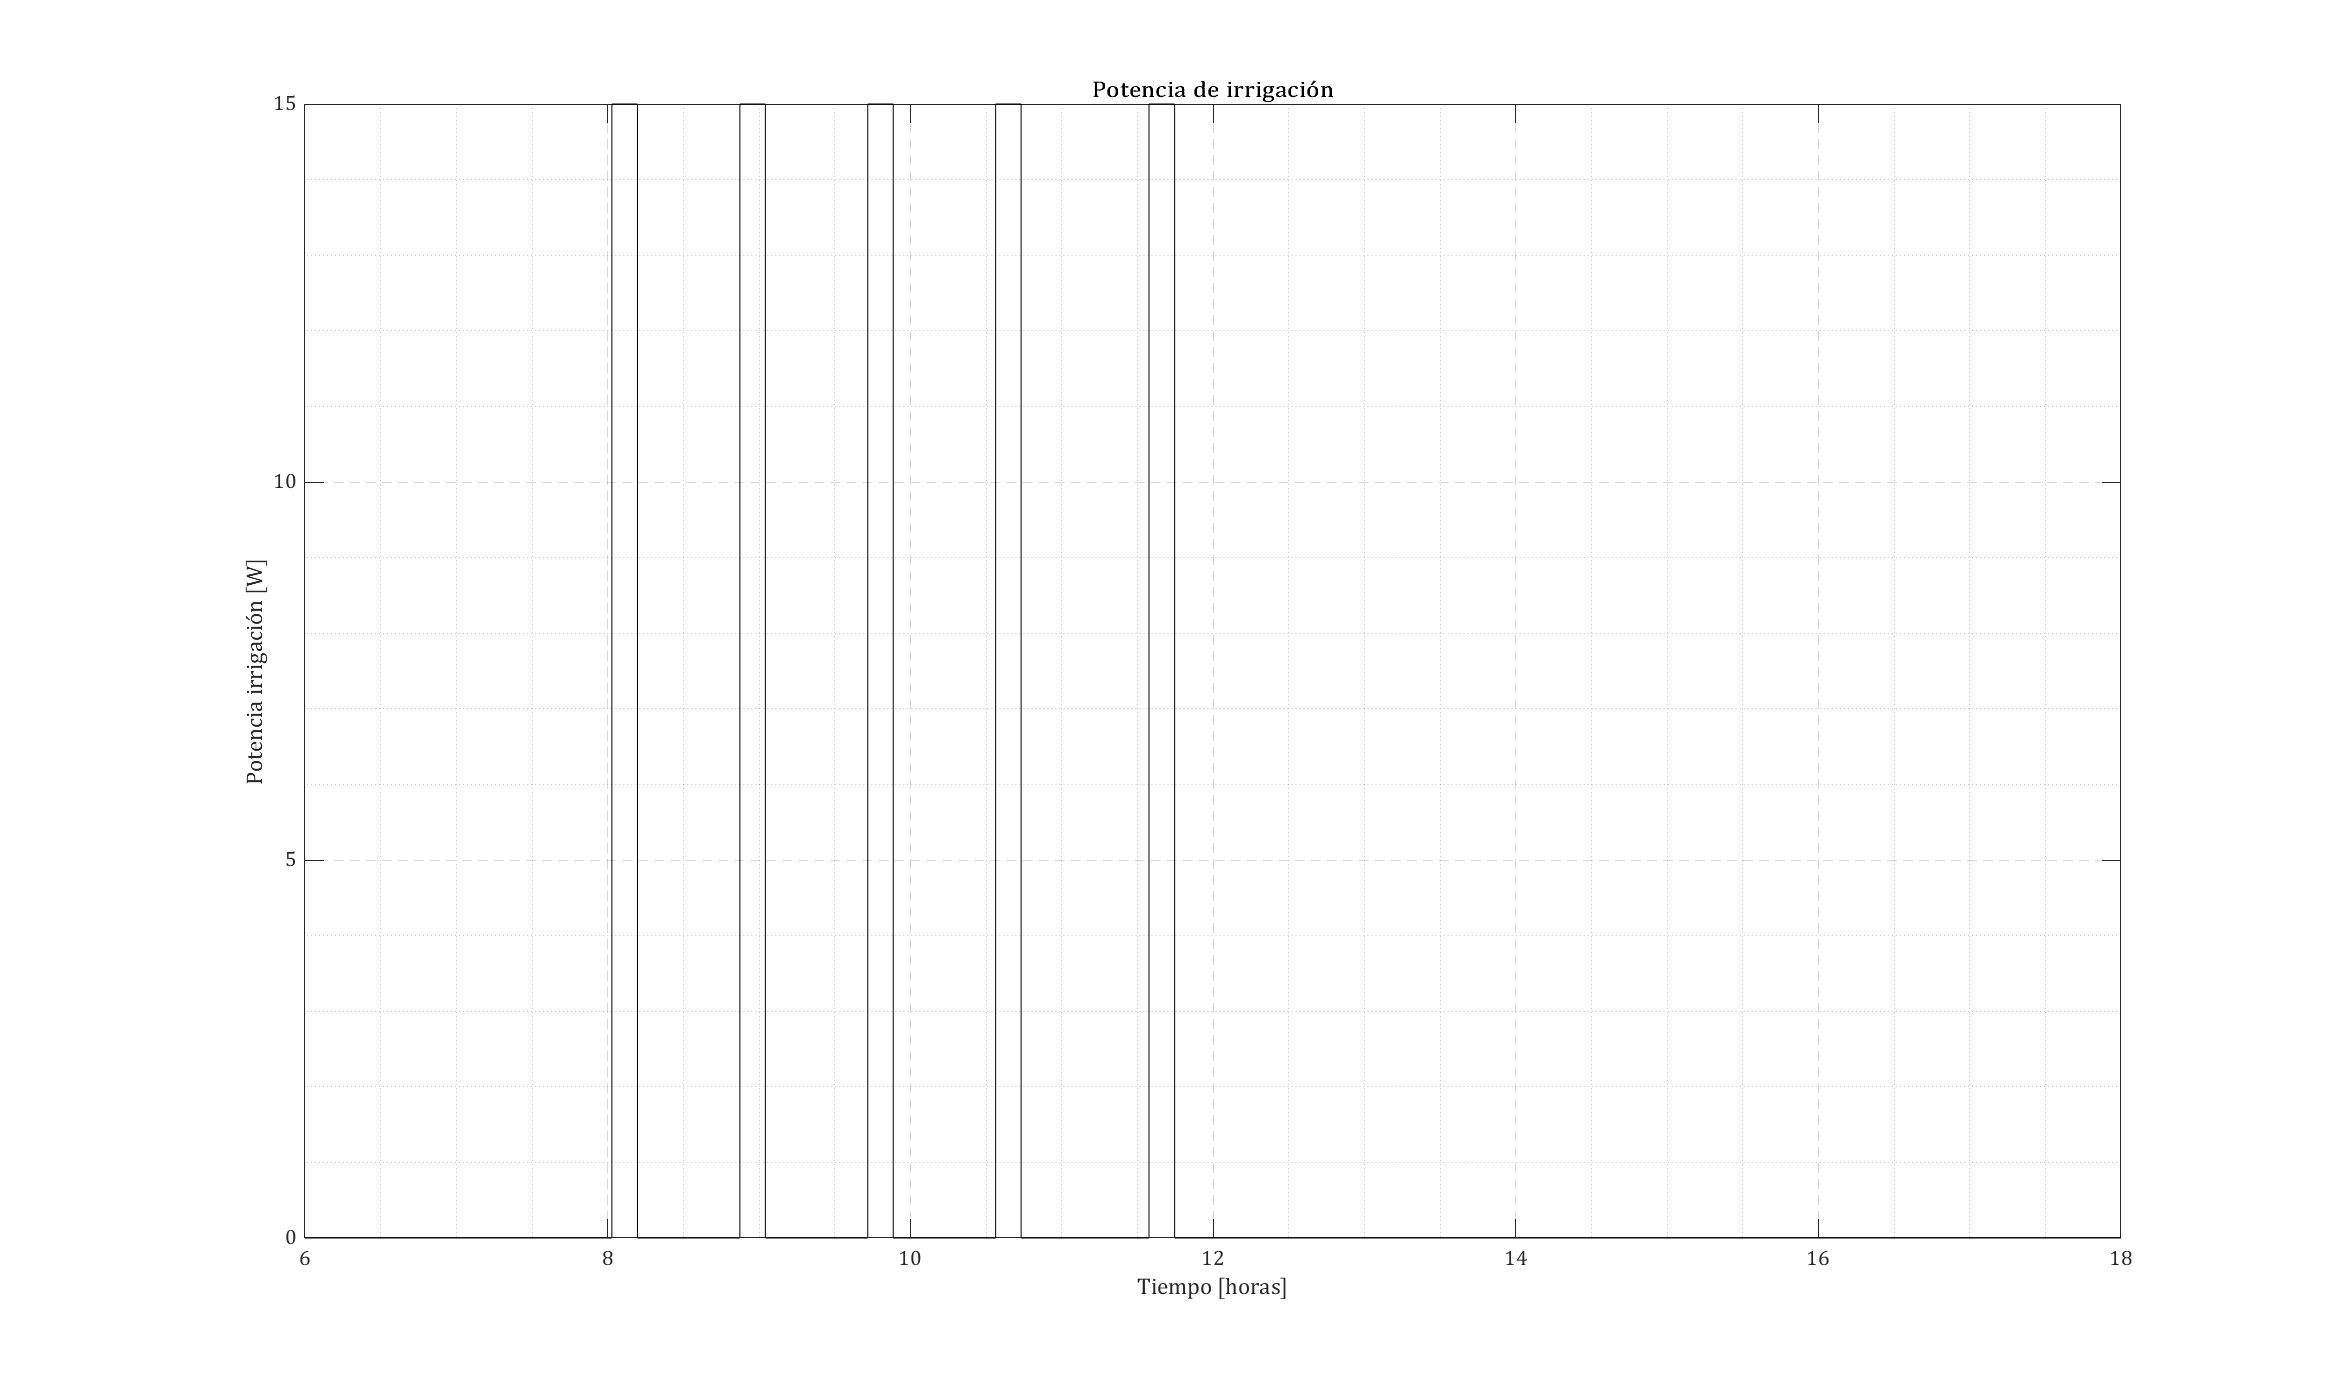 Potencia de irrigación
15
10
5
0
Potencia irrigación [W]
6 8 10 12 14 16 18
Tiempo [horas]